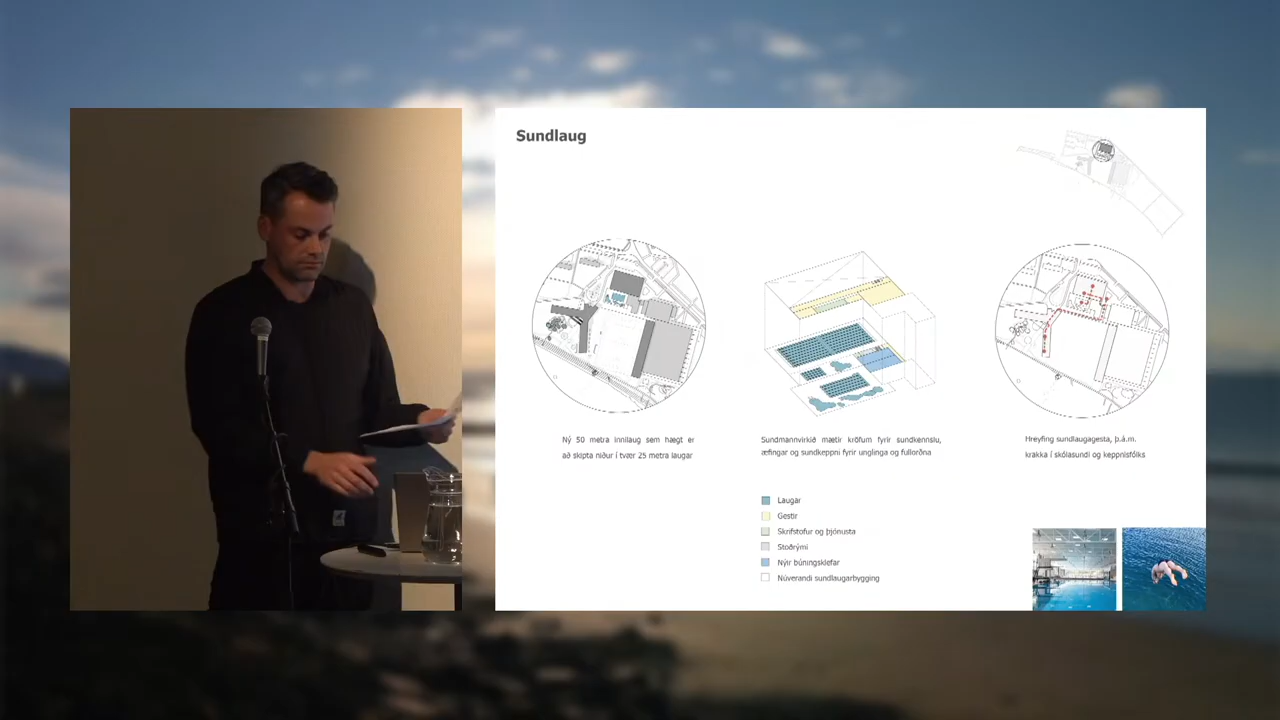 Sundlaug
Ný 50 metra innilaug sem hægt er
að skipta niður í tvær 25 metra laugar
Sundmannvirkið mætir kröfum fyrir sundkennslu,
æfingar og sundkeppni fyrir unglinga og fullorðna
Hreyfing sundlaugagesta, þ.á.m.
krakka í skólasundi og keppnisfólks
Laugar
Gestir
Skrifstofur og þjónusta
Stoðrými
Nýir búningsklefar
Núverandi sundlaugarbygging